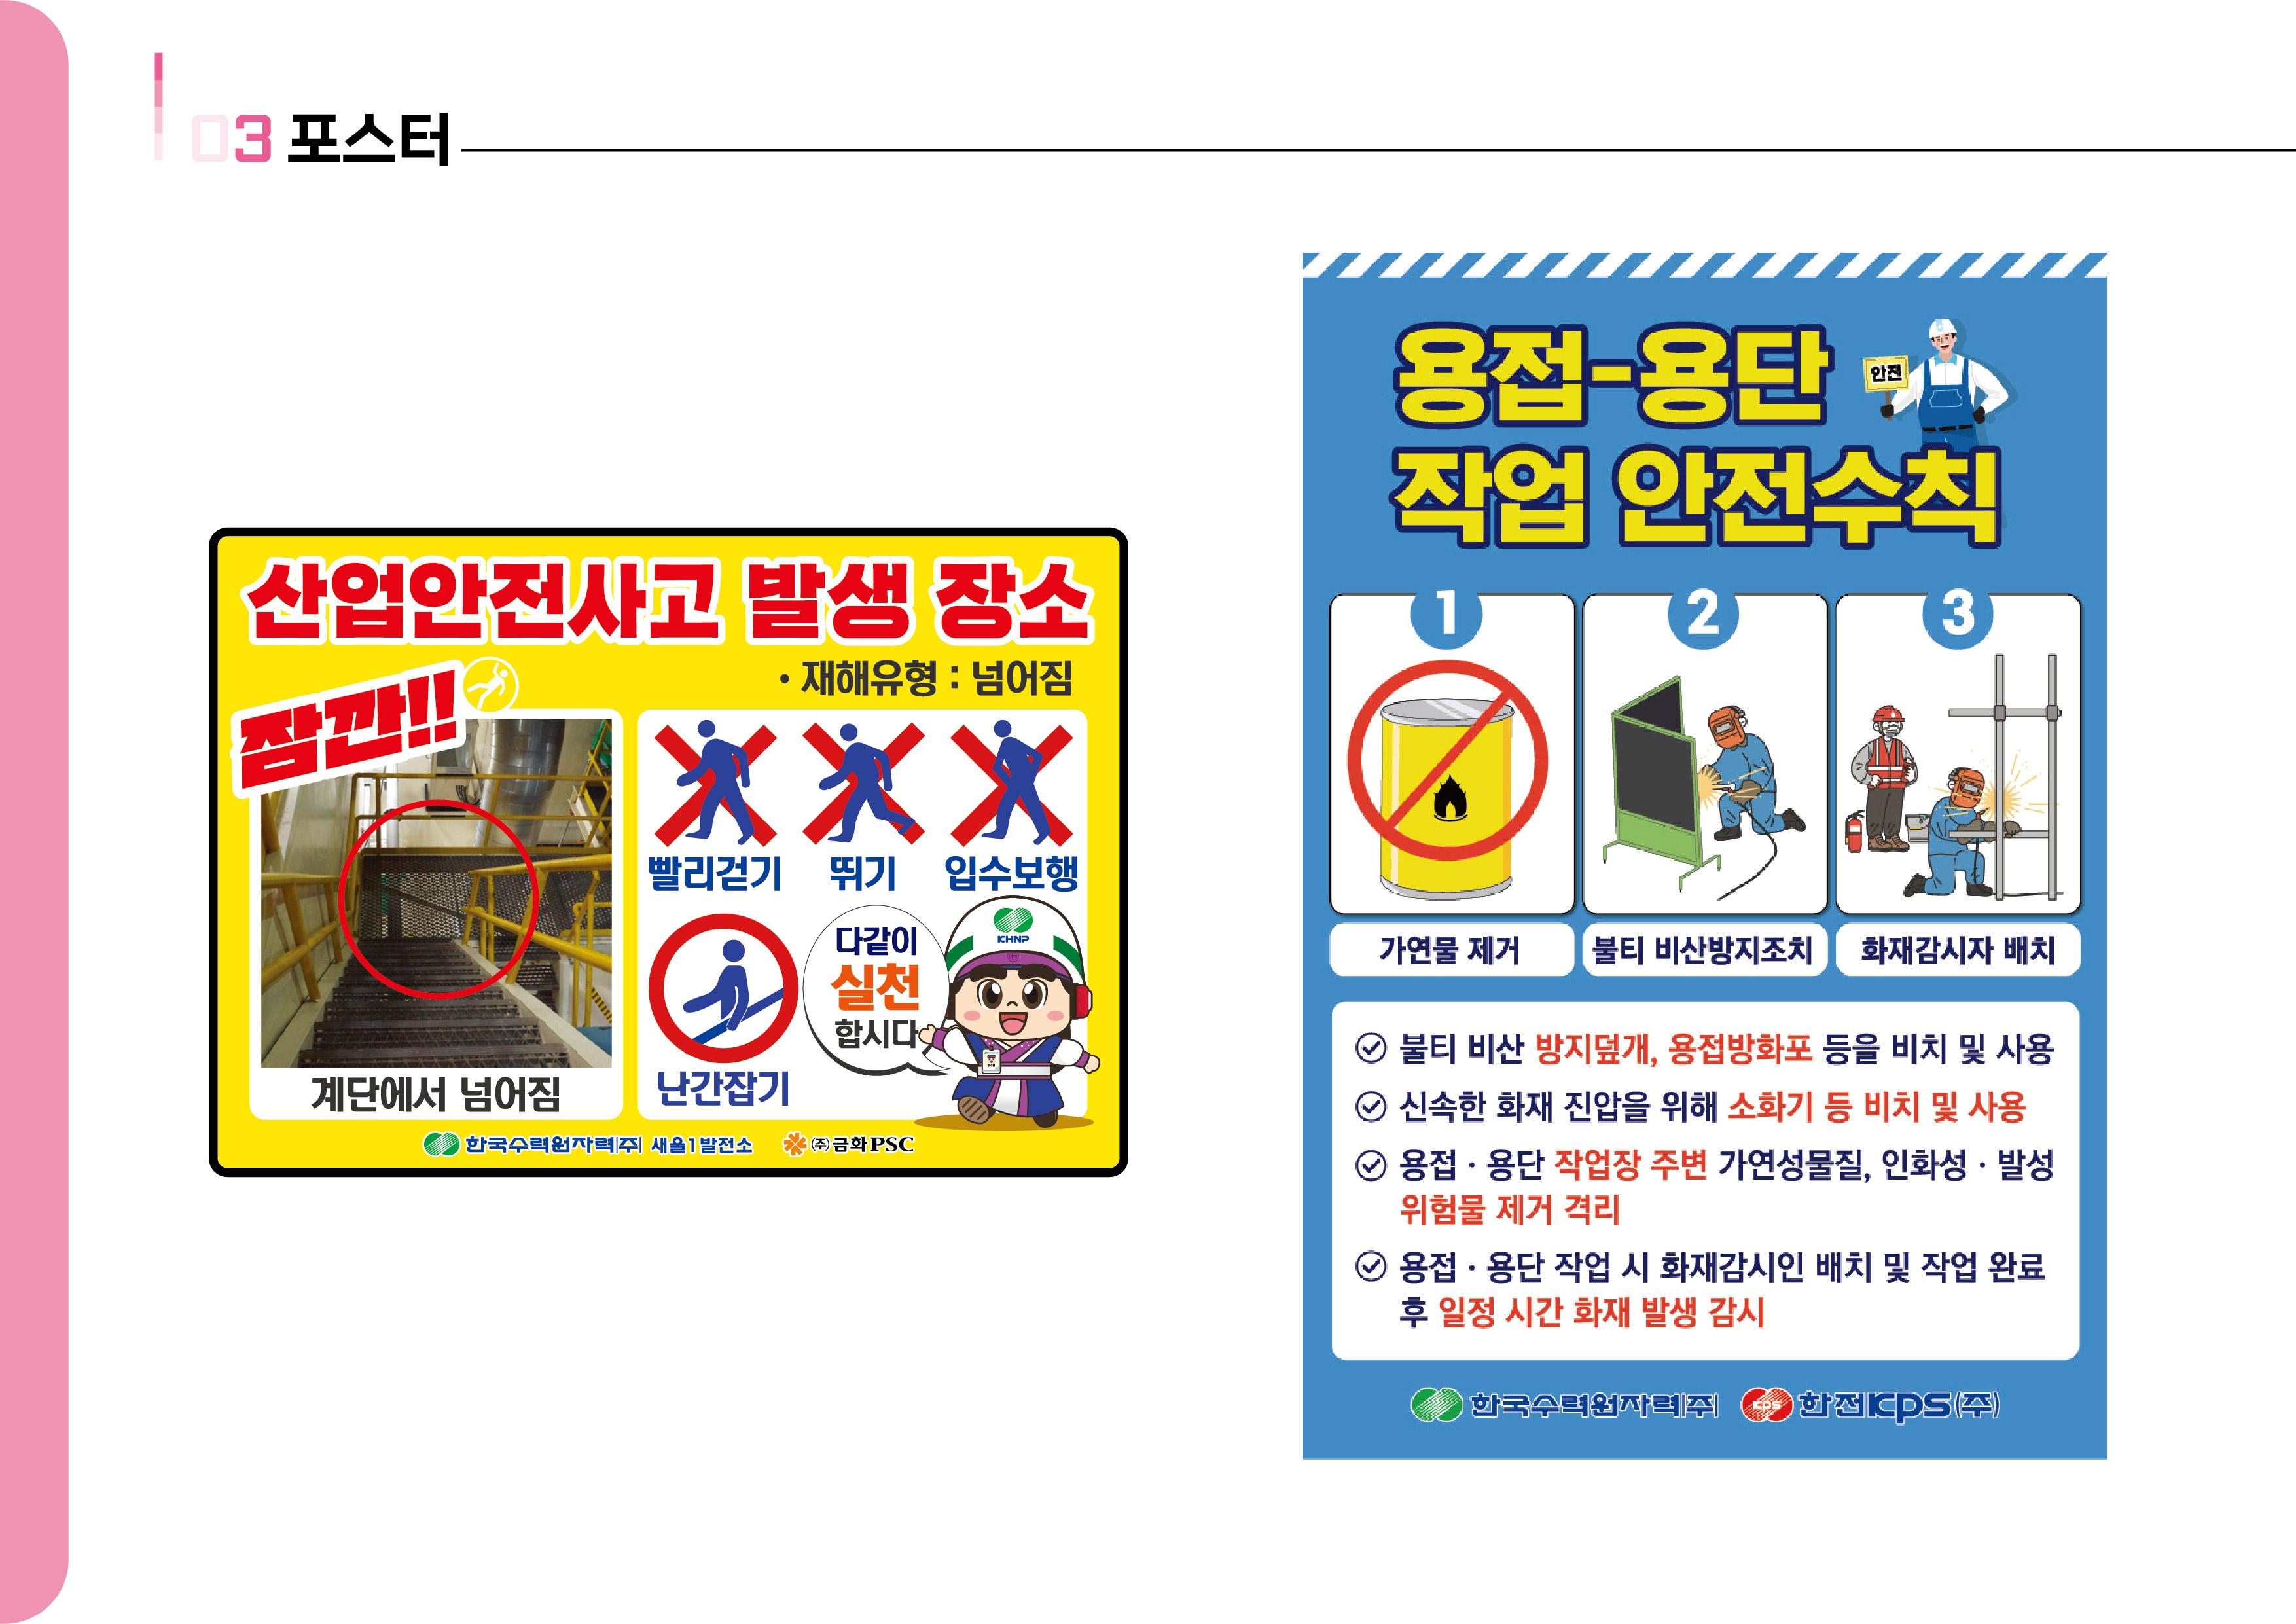 03 포스터
산업안전사고 발생 장소
• 재해유형 : 넘어짐
잠깐!!
빨리걷기 뛰기 입수보행
KHNP
다같이
실천
합시다
난간잡기
계단에서 넘어짐
한국수력원자력(주) 새울1발전소 ㈜금화PSC
용접-용단
안전
작업 안전수칙
1 2 3
가연물 제거 불티 비산방지조치 화재감시자 배치
불티 비산 방지덮개, 용접방화포 등을 비치 및 사용
신속한 화재 진압을 위해 소화기 등 비치 및 사용
용접 · 용단 작업장 주변 가연성물질, 인화성 · 발성
위험물 제거 격리
용접 · 용단 작업 시 화재감시인 배치 및 작업 완료
후 일정 시간 화재 발생 감시
한국수력원자력(주) KPS 한전KPS(주)